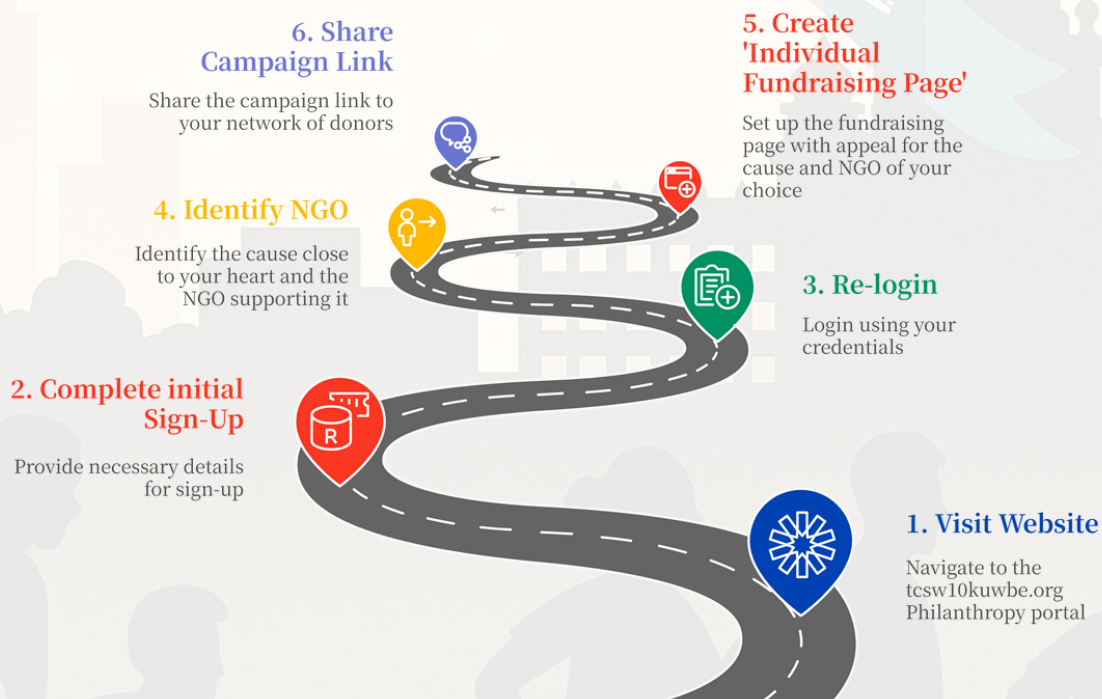 6. Share
Campaign Link
Share the campaign link to
your network of donors
5. Create
'Individual
Fundraising Page'
Set up the fundraising
page with appeal for the
cause and NGO of your
choice
4. Identify NGO
Identify the cause close
to your heart and the
NGO supporting it
3. Re-login
Login using your
credentials
2. Complete initial
Sign-Up
Provide necessary details
for sign-up
R
1. Visit Website
Navigate to the
tcsw10kuwbe.org
Philanthropy portal